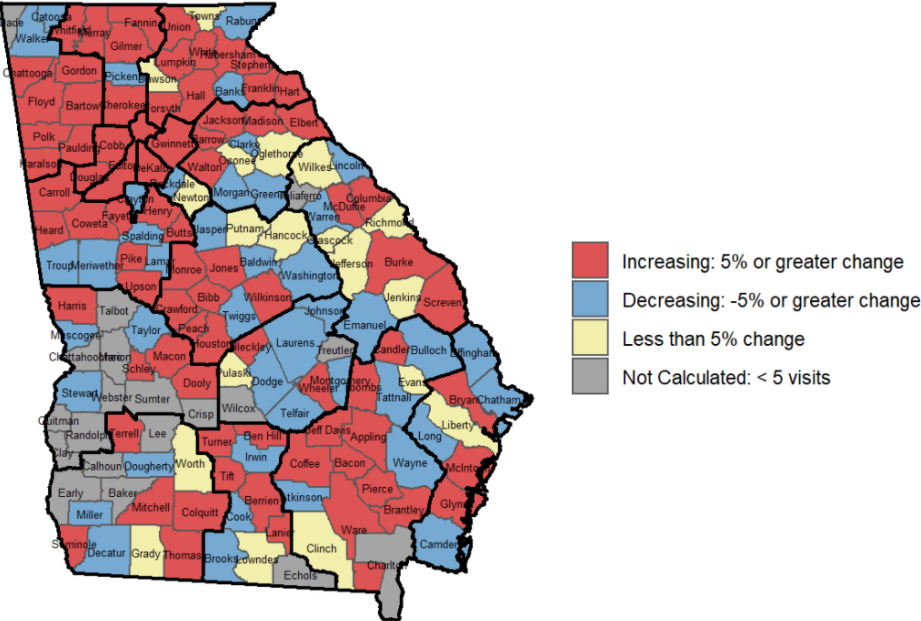 Towns
Rabun
Catoosa
Fannin
Union
Whitfield
Murray
Walker
Gilmer
White
Habersham
Stephens
Lumpkin
Chattooga
Gordon
Pickens
Dawson
Banks
Franklin
Hart
Hall
Floyd
Bartow
Cherokee
Forsyth
Jackson
Madison
Elbert
Polk
Paulding
Cobb
Gwinnett
Barrow
Clarke
Oglethorpe
Oconee
Wilkes
Lincoln
Haralson
Fulton
DeKalb
Walton
Douglas
Rockdale
Newton
Morgan
Greene
Taliaferro
Columbia
McDuffie
Carroll
Clayton
Henry
Fayette
Warren
Richmond
Heard
Coweta
Spalding
Butts
Jasper
Putnam
Hancock
Glascock
Jefferson
Burke
Troup
Meriwether
Pike
Lamar
Monroe
Jones
Baldwin
Washington
Upson
Harris
Talbot
Crawford
Bibb
Wilkinson
Twiggs
Johnson
Jenkins
Screven
Muscogee
Taylor
Peach
Houston
Bleckley
Laurens
Emanuel
Chattahoochee
Marion
Schley
Macon
Treutlen
Candler
Bulloch
Effingham
Dooly
Pulaski
Dodge
Wheeler
Montgomery
Toombs
Evans
Tattnall
Bryan
Chatham
Stewart
Webster
Sumter
Crisp
Wilcox
Telfair
Liberty
Long
Quitman
Randolph
Terrell
Lee
Turner
Ben Hill
Jeff Davis
Appling
Clay
Calhoun
Dougherty
Worth
Irwin
Coffee
Bacon
Wayne
Tift
McInto
Early
Baker
Mitchell
Colquitt
Berrien
Atkinson
Pierce
Brantley
Glynn
Miller
Cook
Lanier
Ware
Seminole
Decatur
Grady
Thomas
Brooks
Lowndes
Clinch
Echols
Charlton
Camden
Increasing: 5% or greater change
Decreasing: -5% or greater change
Less than 5% change
Not Calculated: < 5 visits